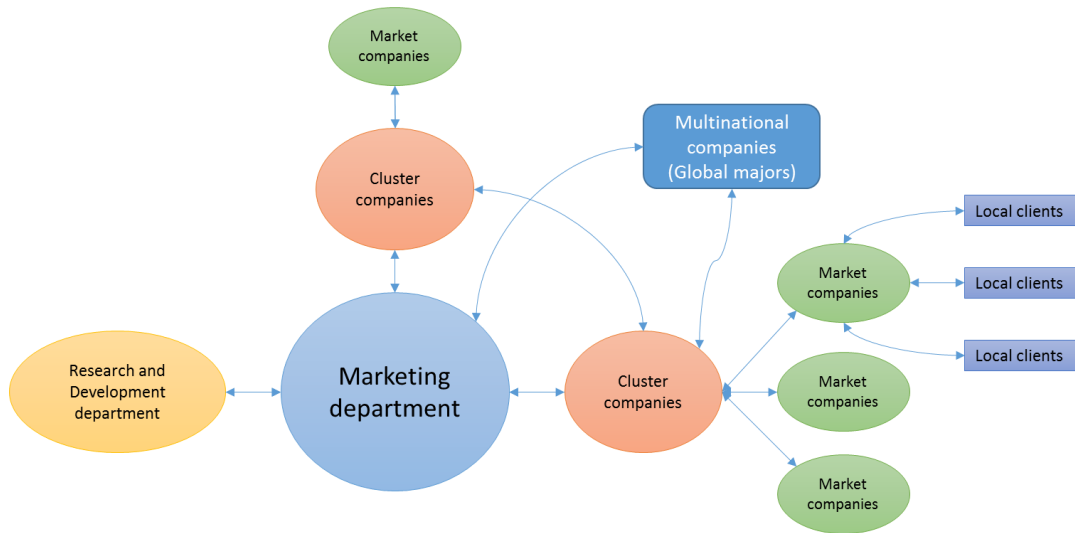 Market
companies
Cluster
companies
Multinational
companies
(Global majors)
Local clients
Market
companies
Local clients
Local clients
Research and
Development
department
Marketing
department
Cluster
companies
Market
companies
Market
companies